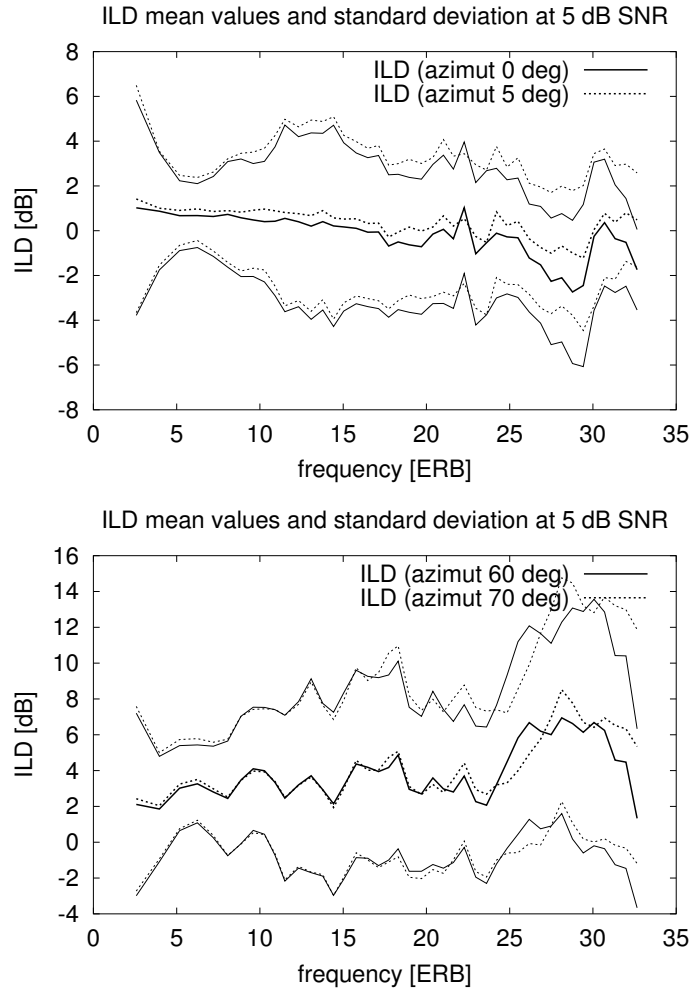 ILD mean values and standard deviation at 5 dB SNR
8
6
4
2
0
-2
-4
-6
-8
ILD [dB]
ILD (azimut 0 deg)
ILD (azimut 5 deg)
0 5 10 15 20 25 30 35
frequency [ERB]
ILD mean values and standard deviation at 5 dB SNR
16
14
12
10
8
6
4
2
0
-2
-4
ILD [dB]
ILD (azimut 60 deg)
ILD (azimut 70 deg)
0 5 10 15 20 25 30 35
frequency [ERB]